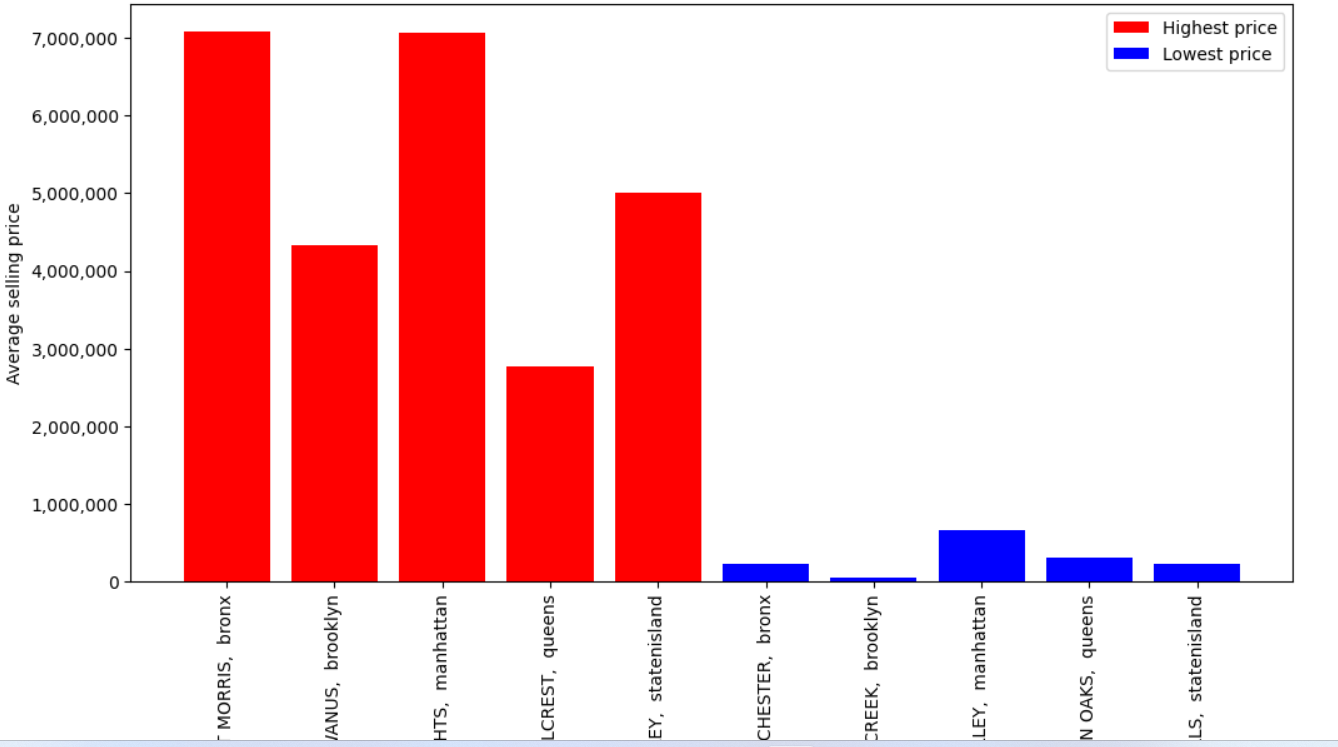 Highest price
Lowest price
Average selling price
7,000,000
6,000,000
5,000,000
4,000,000
3,000,000
2,000,000
1,000,000
0
MORRIS, bronx
VANUS, brooklyn
HTS, manhattan
LCREST, queens
EY, statenisland
CHESTER, bronx
CREEK, brooklyn
LEY, manhattan
N OAKS, queens
LS, statenisland